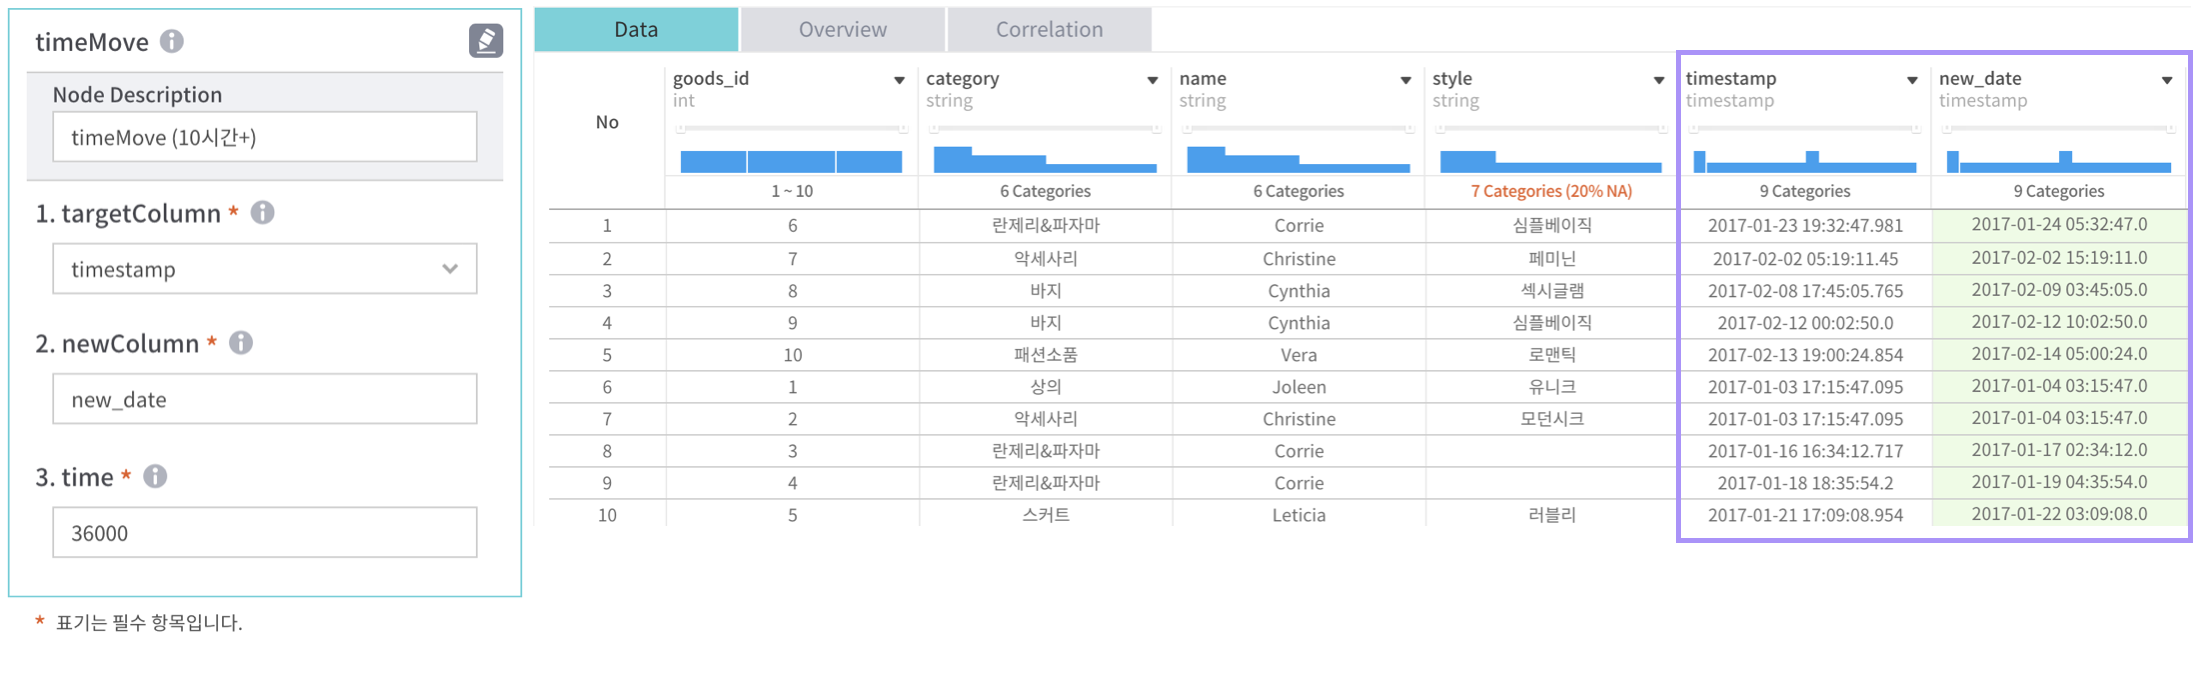 timeMove
Node Description
timeMove (10시간+)
1. targetColumn *
timestamp
2. newColumn *
new_date
3. time *
36000
* 표기는 필수 항목입니다.
Data Overview Correlation
No goods_id category name style timestamp new_date
int string string string timestamp timestamp
1 ~ 10 6 Categories 6 Categories 7 Categories (20% NA) 9 Categories 9 Categories
1 6 란제리&파자마 Corrie 심플베이직 2017-01-23 19:32:47.981 2017-01-24 05:32:47.0
2 7 악세사리 Christine 페미닌 2017-02-02 05:19:11.45 2017-02-02 15:19:11.0
3 8 바지 Cynthia 섹시글램 2017-02-08 17:45:05.765 2017-02-09 03:45:05.0
4 9 바지 Cynthia 심플베이직 2017-02-12 00:02:50.0 2017-02-12 10:02:50.0
5 10 패션소품 Vera 로맨틱 2017-02-13 19:00:24.854 2017-02-14 05:00:24.0
6 1 상의 Joleen 유니크 2017-01-03 17:15:47.095 2017-01-04 03:15:47.0
7 2 악세사리 Christine 모던시크 2017-01-03 17:15:47.095 2017-01-04 03:15:47.0
8 3 란제리&파자마 Corrie 2017-01-16 16:34:12.717 2017-01-17 02:34:12.0
9 4 란제리&파자마 Corrie 2017-01-18 18:35:54.2 2017-01-19 04:35:54.0
10 5 스커트 Leticia 러블리 2017-01-21 17:09:08.954 2017-01-22 03:09:08.0